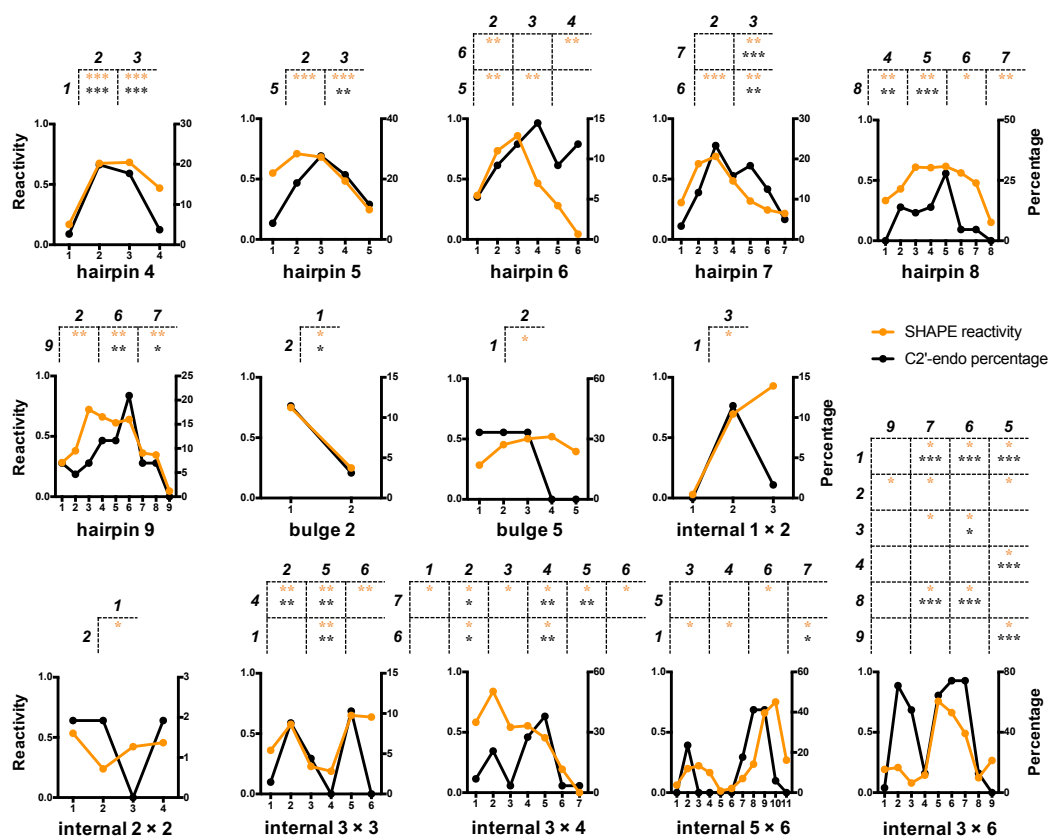 2 3
1 *** ***
*** ***
Reactivity
1.0 0.5 0.0
30 25 20 15 10 5 0
1 2 3 4
hairpin 4
2 3
5 *** ***
**
1.0 0.5 0.0
40 20 0
1 2 3 4 5
hairpin 5
2 3 4
6 ** **
5 ** **
1.0 0.5 0.0
15 10 5 0
1 2 3 4 5 6
hairpin 6
2 3
7 **
***
6 *** **
**
1.0 0.5 0.0
30 20 10 0
1 2 3 4 5 6 7
hairpin 7
4 5 6 7
8 ** ** * **
** ***
1.0 0.5 0.0
50 25 0
Percentage
1 2 3 4 5 6 7 8
hairpin 8
2 6 7
9 ** ** **
** *
Reactivity
1.0 0.5 0.0
25 20 15 10 5 0
1 2 3 4 5 6 7 8 9
hairpin 9
1
2 *
*
1.0 0.5 0.0
15 10 5 0
1 2
bulge 2
2
1 *
1.0 0.5 0.0
60 30 0
1 2 3 4 5
bulge 5
3
1 *
1.0 0.5 0.0
15 10 5 0
Percentage
1 2 3
internal 1 × 2
SHAPE reactivity
C2'-endo percentage
1
2 *
Reactivity
1.0 0.5 0.0
3 2 1 0
1 2 3 4
internal 2 × 2
2 5 6
4 ** ** **
** **
1 **
**
1.0 0.5 0.0
15 10 5 0
1 2 3 4 5 6
internal 3 × 3
1 2 3 4 5 6
7 * * * * * *
* ** **
6 * *
* **
1.0 0.5 0.0
60 30 0
1 2 3 4 5 6 7
internal 3 × 4
3 4 6 7
5 *
1 * * *
*
1.0 0.5 0.0
60 40 20 0
1 2 3 4 5 6 7 8 9 10 11
internal 5 × 6
9 7 6 5
1 * * *
*** *** ***
2 * * *
3 * *
*
4 *
***
8 * *
*** ***
9 *
***
1.0 0.5 0.0
80 40 0
Percentage
1 2 3 4 5 6 7 8 9
internal 3 × 6